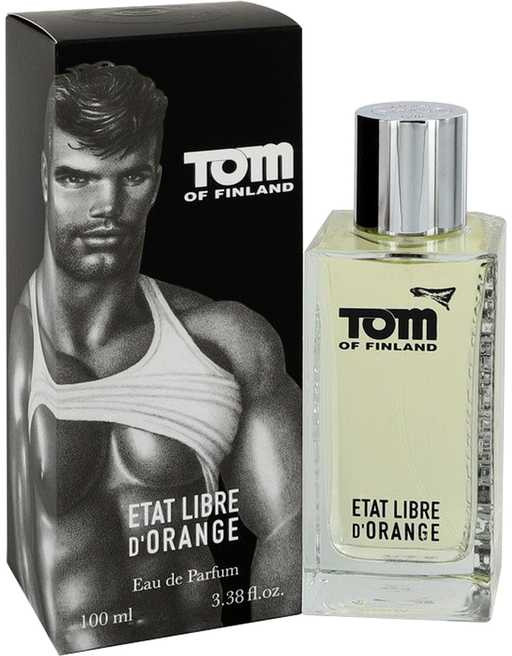 TOM
OF FINLAND
ETAT LIBRE
D'ORANGE
Eau de Parfum
100 ml
3.38 fl.oz.
TOM
OF FINLAND
ETAT LIBRE
D'ORANGE